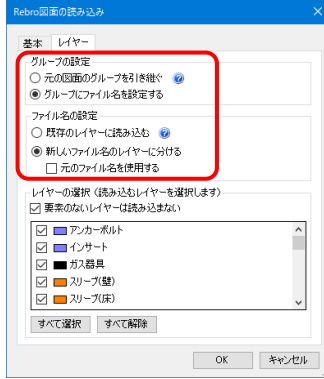 Rebro図面の読み込み
基本 レイヤー
グループの設定
元の図面のグループを引き継ぐ
グループにファイル名を設定する
ファイル名の設定
既存のレイヤーに読み込む
新しいファイル名のレイヤーに分ける
元のファイル名を使用する
レイヤーの選択 (読み込むレイヤーを選択します)
要素のないレイヤーは読み込まない
アンカーボルト
インサート
ガス器具
スリーブ(壁)
スリーブ(床)
すべて選択 すべて解除
OK キャンセル